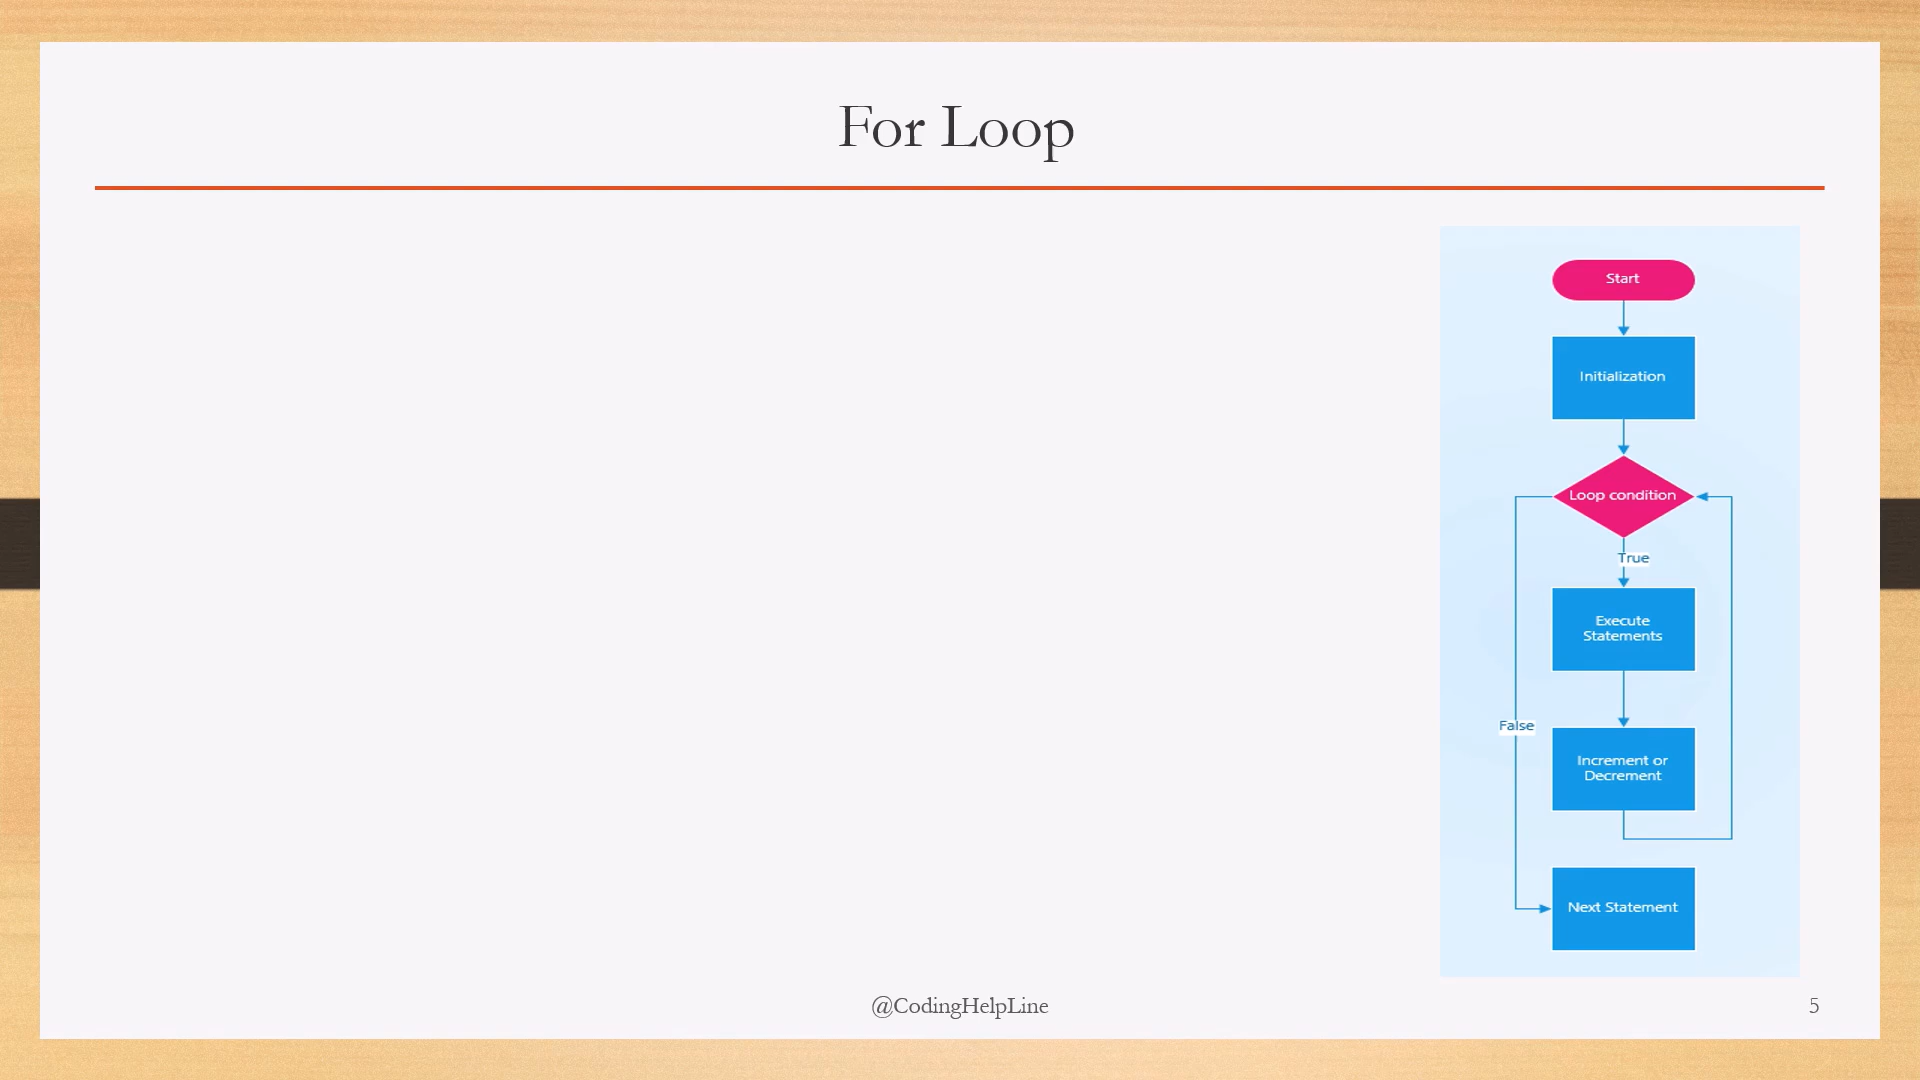 For Loop
Start
Initialization
Loop condition
True
Execute
Statements
False
Increment or
Decrement
Next Statement
@CodingHelpLine
5